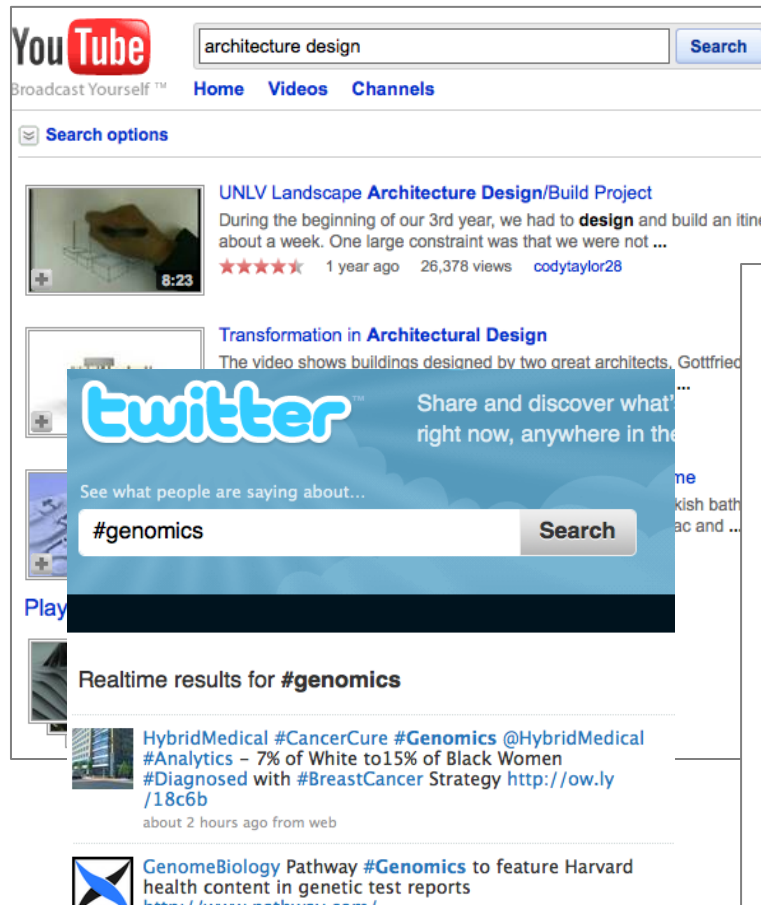 YouTube
architecture design
Search
Broadcast Yourself ™
Home Videos Channels
Search options
UNLV Landscape Architecture Design/Build Project
During the beginning of our 3rd year, we had to design and build an
about a week. One large constraint was that we were not ...
8:23
1 year ago 26,378 views codytaylor28
Transformation in Architectural Design
The video shows buildings designed by two great architects, Gottfried
...
twitter™
Share and discover what's
right now, anywhere in the
See what people are saying about...
#genomics
Search
bath
and ...
Play
Realtime results for #genomics
HybridMedical #CancerCure #Genomics @HybridMedical
#Analytics – 7% of White to15% of Black Women
#Diagnosed with #BreastCancer Strategy http://ow.ly
/18c6b
about 2 hours ago from web
GenomeBiology Pathway #Genomics to feature Harvard
health content in genetic test reports